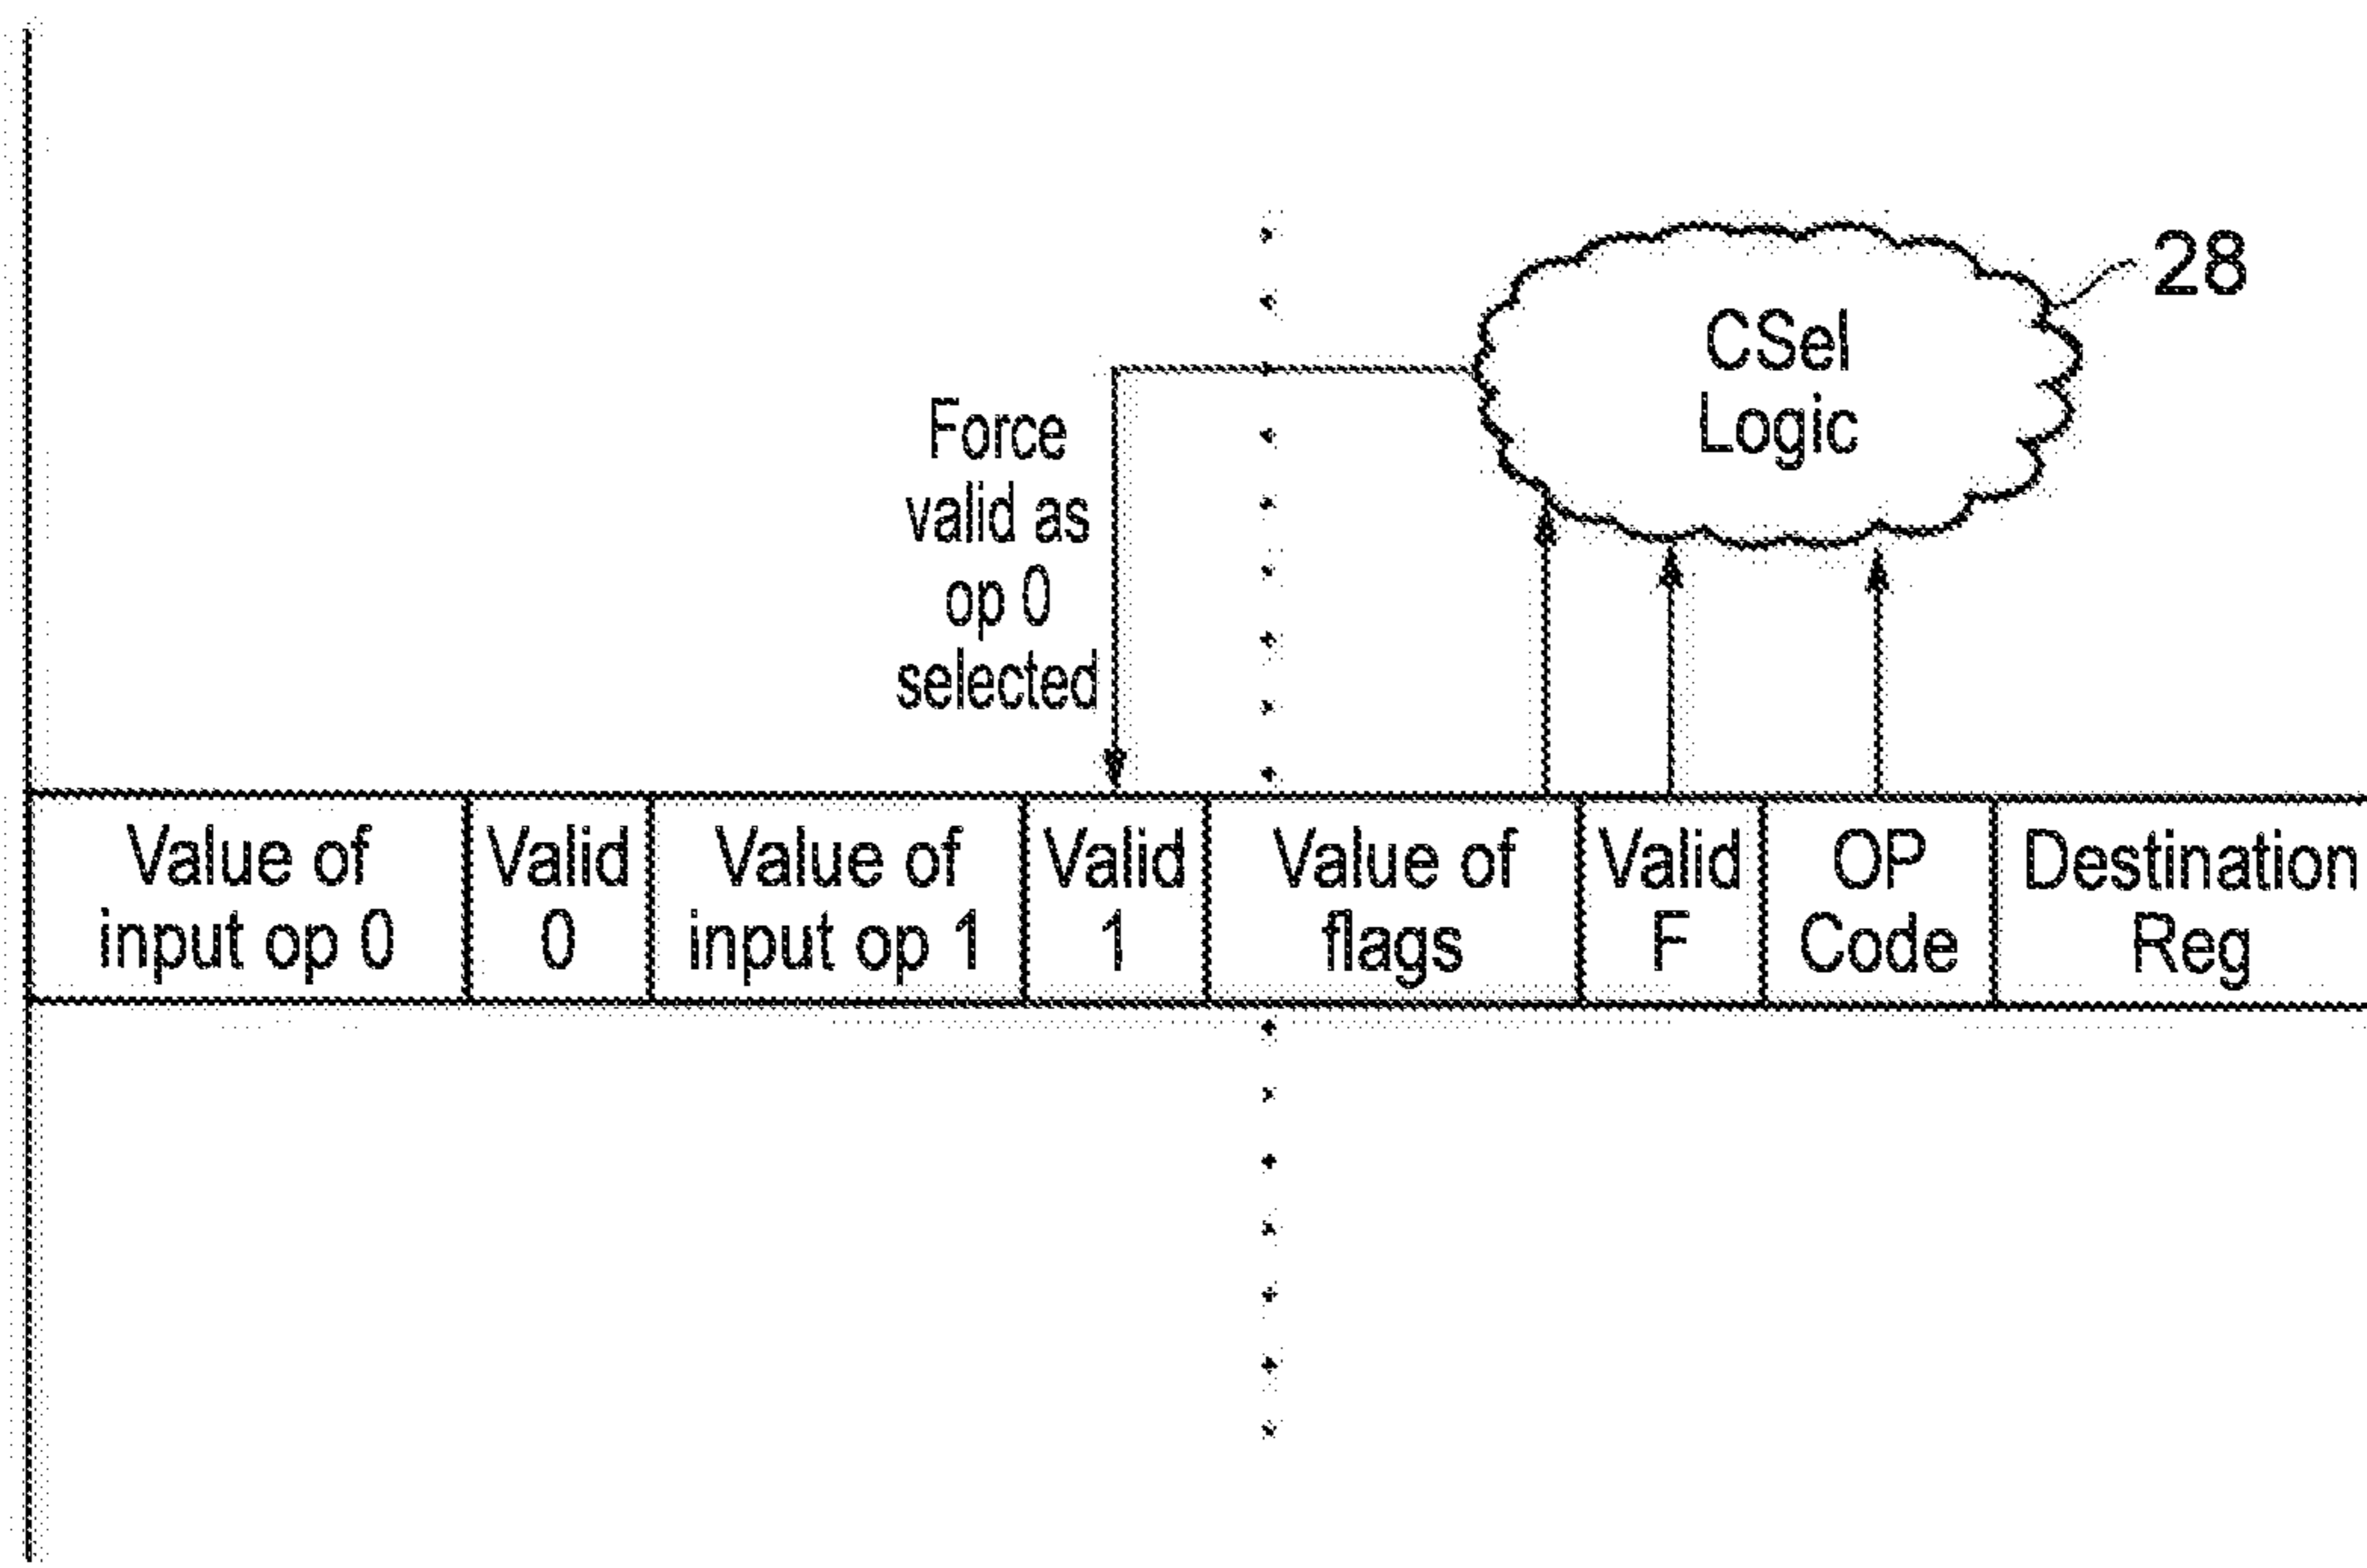 28
CSel
Logic
Force
valid as
op 0
selected
Value of
input op 0
Valid
0
Value of
input op 1
Valid
1
Value of
flags
Valid
F
OP
Code
Destination
Reg